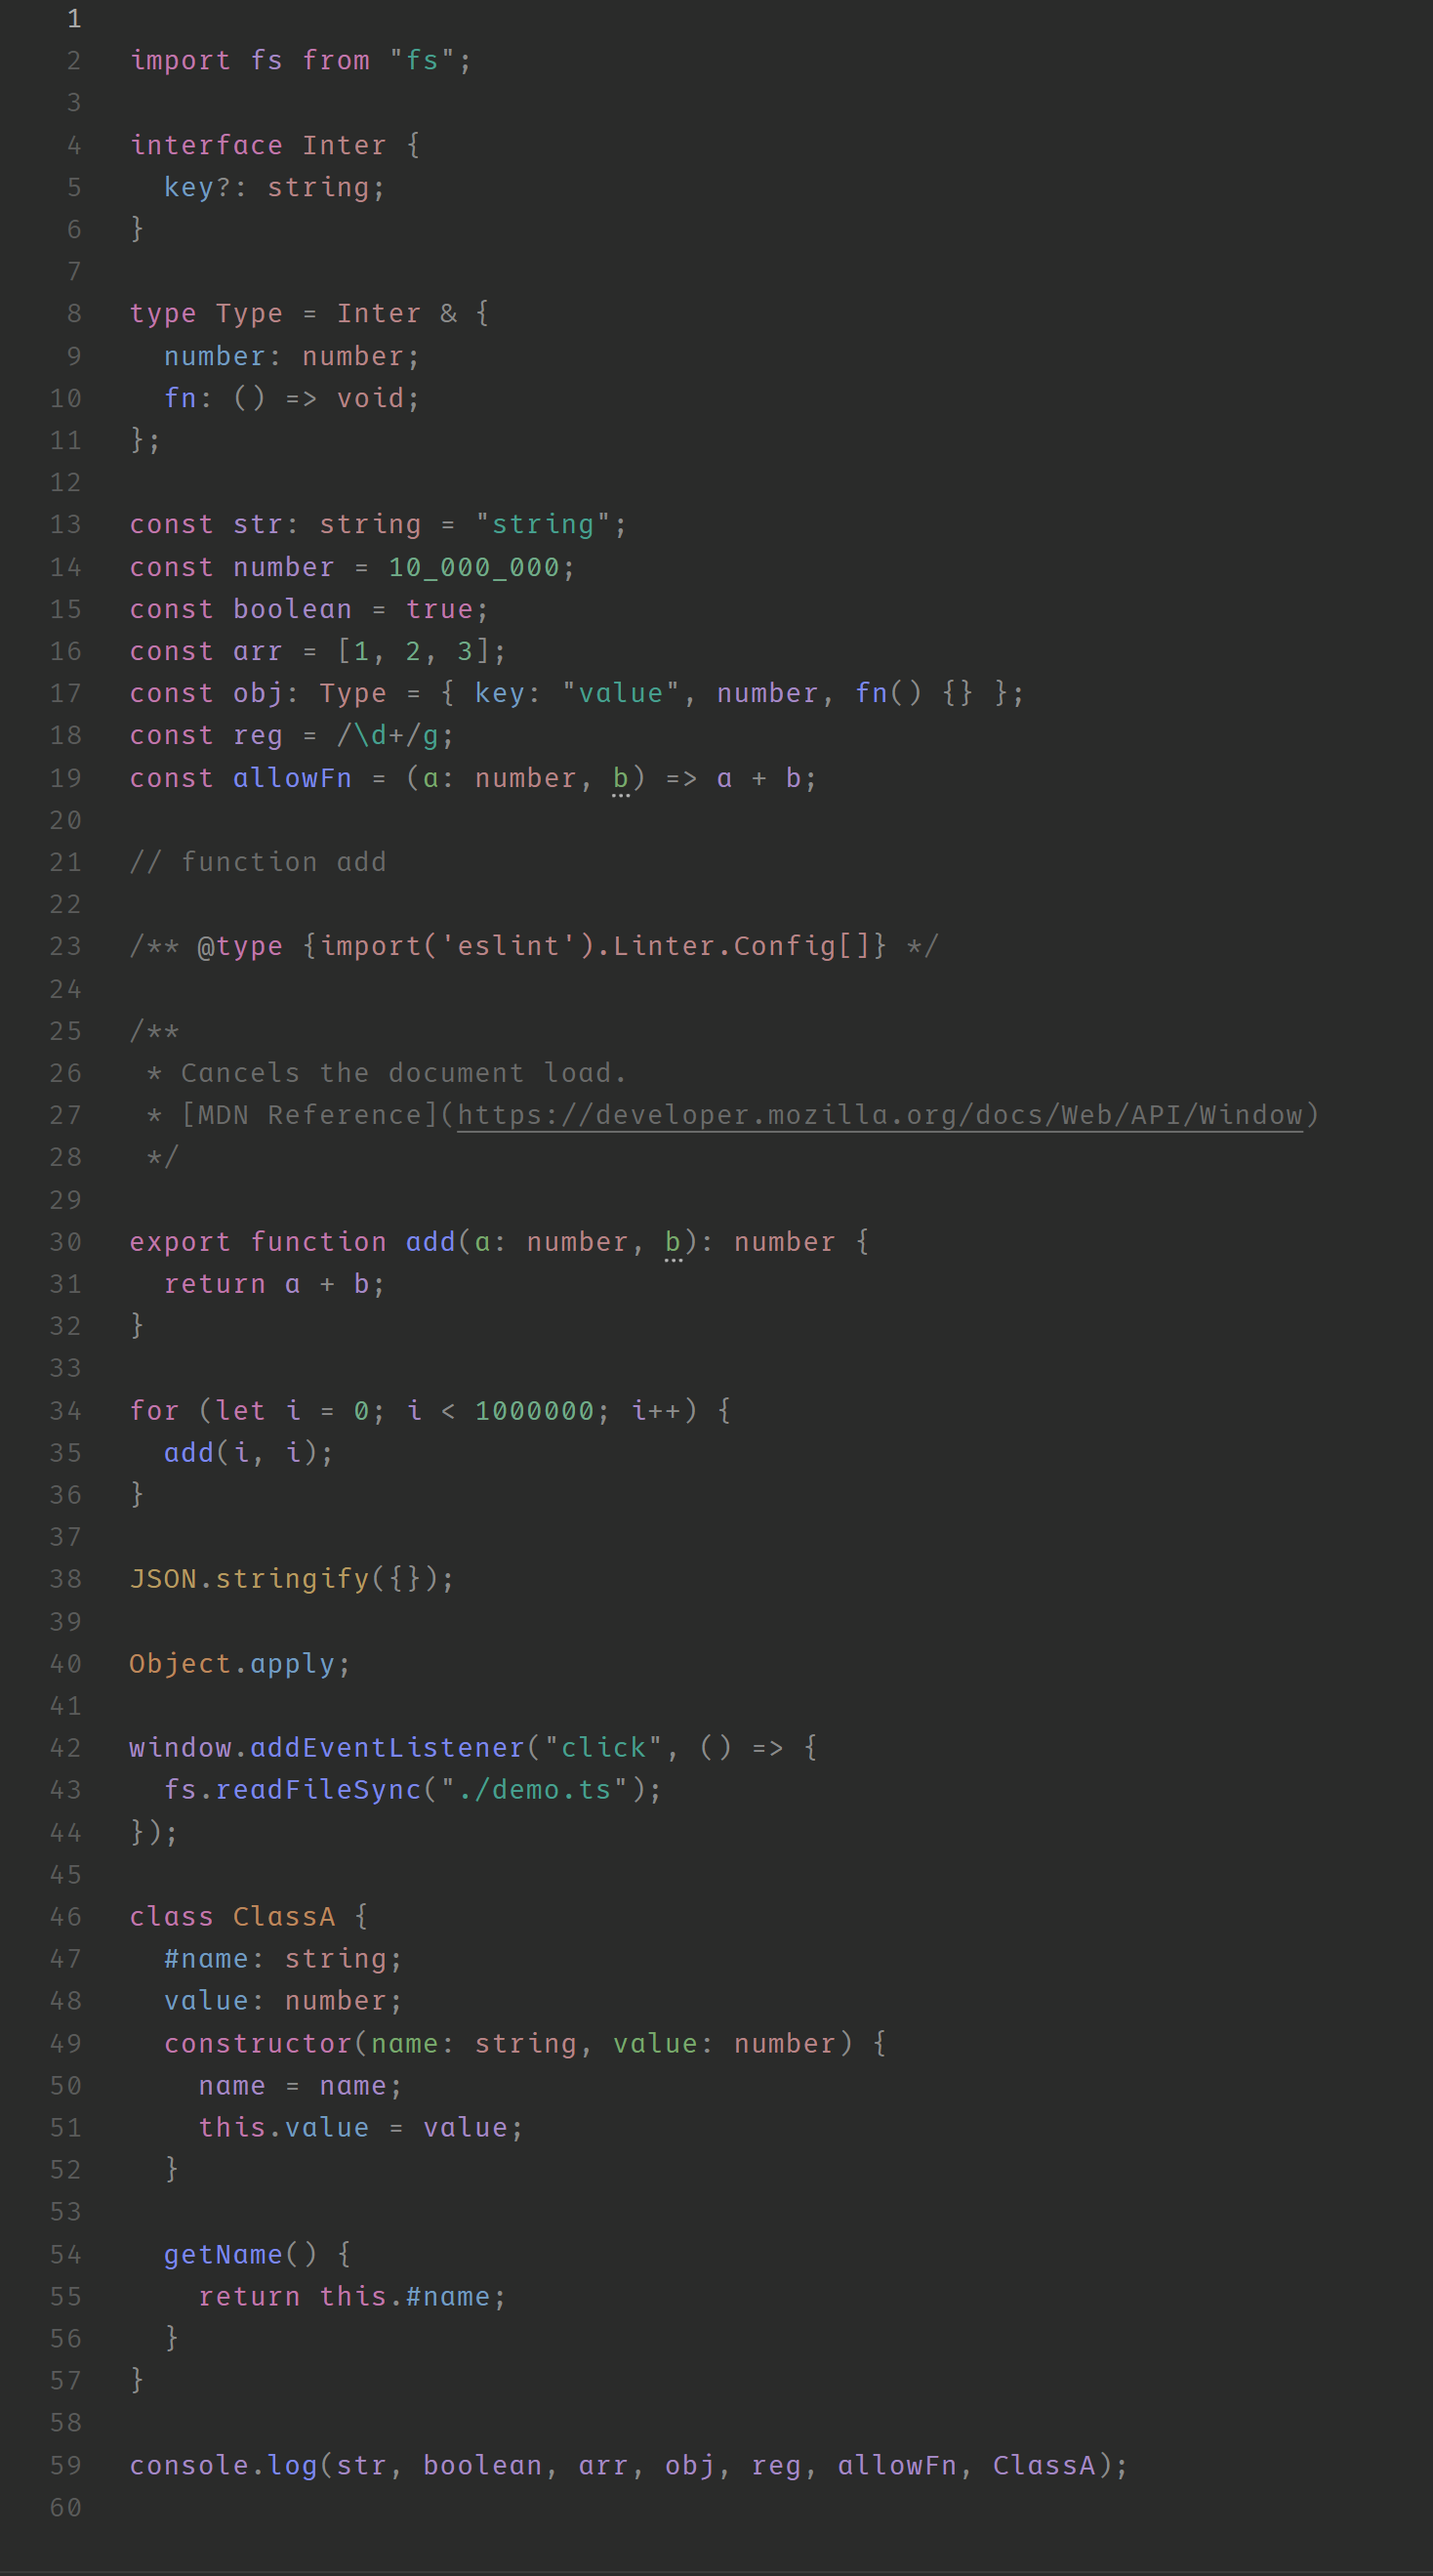 1
2 import fs from "fs";
3
4 interface Inter {
5   key?: string;
6 }
7
8 type Type = Inter & {
9   number: number;
10   fn: () => void;
11 };
12
13 const str: string = "string";
14 const number = 10_000_000;
15 const boolean = true;
16 const arr = [1, 2, 3];
17 const obj: Type = { key: "value", number, fn() {} };
18 const reg = /\d+/g;
19 const allowFn = (a: number, b) => a + b;
20
21 // function add
22
23 /** @type {import('eslint').Linter.Config[]} */
24
25 /**
26  * Cancels the document load.
27  * [MDN Reference](https://developer.mozilla.org/docs/Web/API/Window)
28  */
29
30 export function add(a: number, b): number {
31   return a + b;
32 }
33
34 for (let i = 0; i < 1000000; i++) {
35   add(i, i);
36 }
37
38 JSON.stringify({});
39
40 Object.apply;
41
42 window.addEventListener("click", () => {
43   fs.readFileSync("./demo.ts");
44 });
45
46 class ClassA {
47   #name: string;
48   value: number;
49   constructor(name: string, value: number) {
50     name = name;
51     this.value = value;
52   }
53
54   getName() {
55     return this.#name;
56   }
57 }
58
59 console.log(str, boolean, arr, obj, reg, allowFn, ClassA);
60